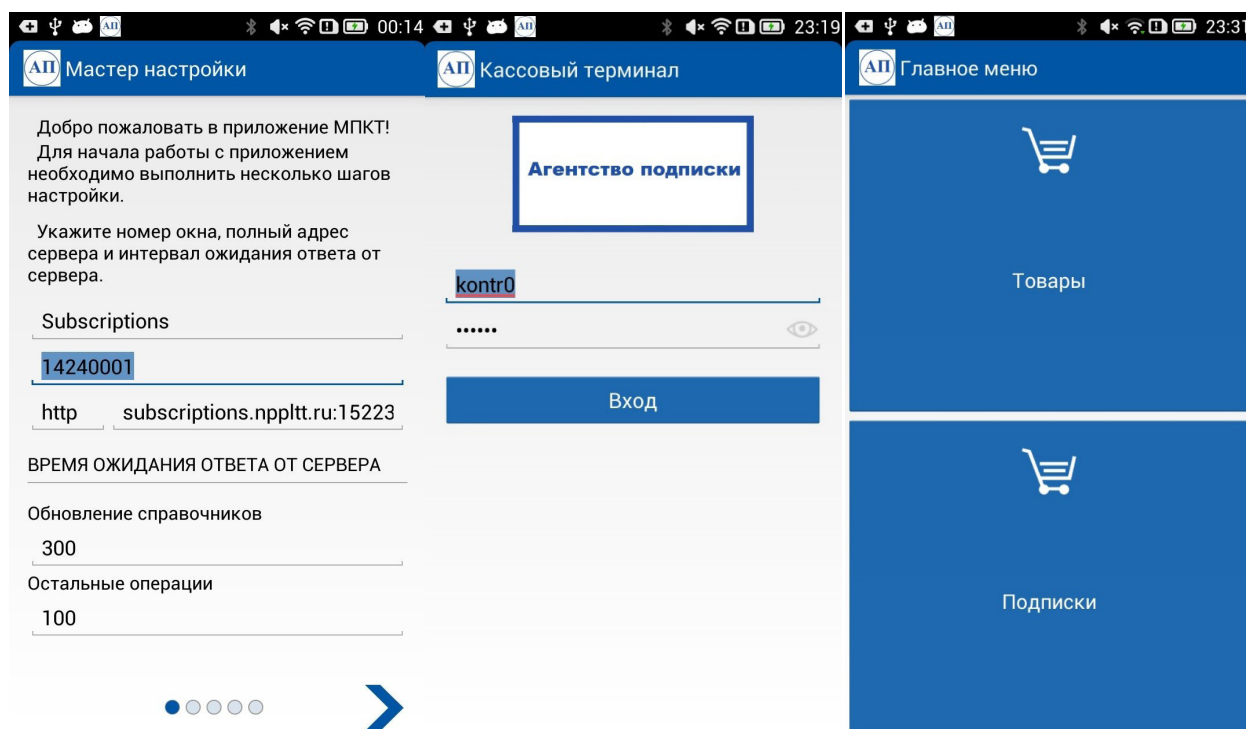 00:14
АП Мастер настройки
Добро пожаловать в приложение МПКТ!
Для начала работы с приложением
необходимо выполнить несколько шагов
настройки.
Укажите номер окна, полный адрес
сервера и интервал ожидания ответа от
сервера.
Subscriptions
14240001
http subscriptions.nppltt.ru:15223
ВРЕМЯ ОЖИДАНИЯ ОТВЕТА ОТ СЕРВЕРА
Обновление справочников
300
Остальные операции
100
23:19
АП Кассовый терминал
Агентство подписки
kontr0
••••••
Вход
23:31
АП Главное меню
Товары
Подписки